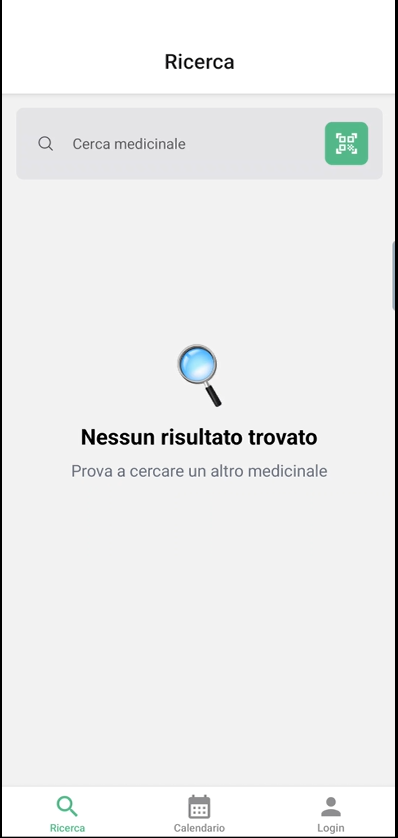 Ricerca
Cerca medicinale
Nessun risultato trovato
Prova a cercare un altro medicinale
Ricerca
Calendario
Login